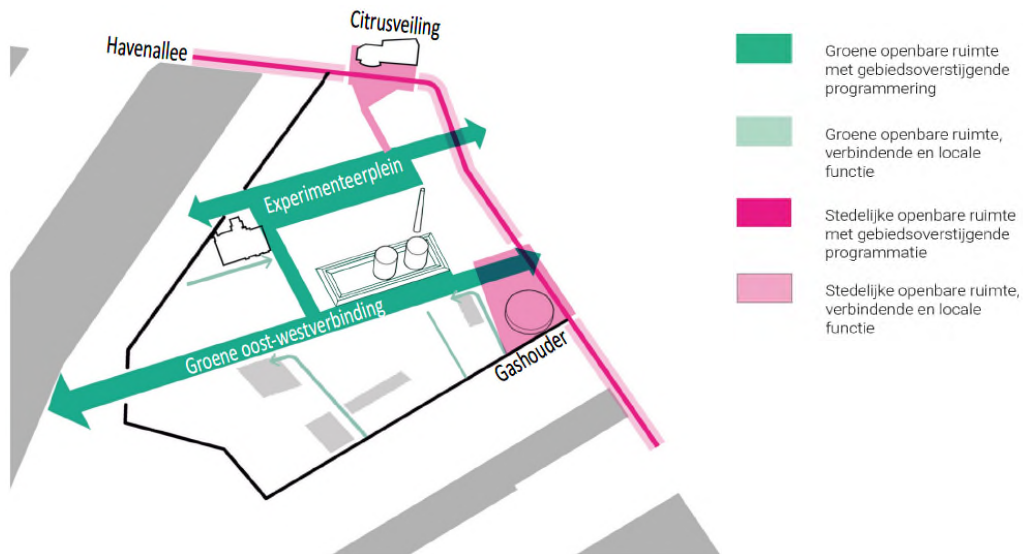 Citrusveiling
Havenallee
Experimenteerplein
Groene oost-westverbinding
Gashouder
Groene openbare ruimte
met gebiedsoverstijgende
programmering
Groene openbare ruimte,
verbindende en locale
functie
Stedelijke openbare ruimte
met gebiedsoverstijgende
programmatie
Stedelijke openbare ruimte,
verbindende en locale
functie